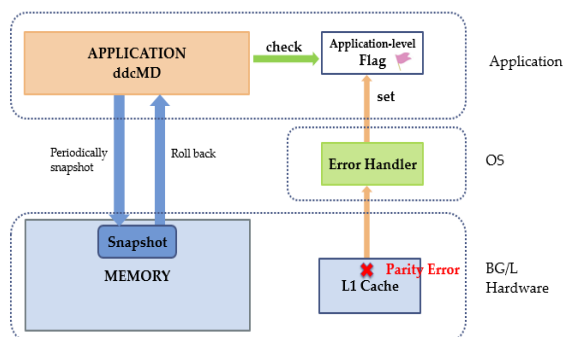 APPLICATION
ddcMD
check
Application-level
Flag
Application
set
Periodically
snapshot
Roll back
Error Handler
OS
Snapshot
MEMORY
Parity Error
L1 Cache
BG/L
Hardware